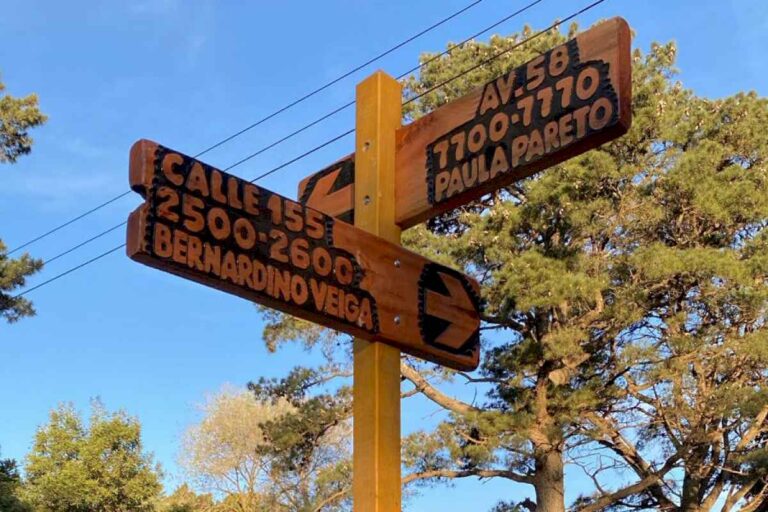 CALLE 155
2500-2600
BERNARDINO VEIGA
AV. 58
7700-7770
PAULA PARETO